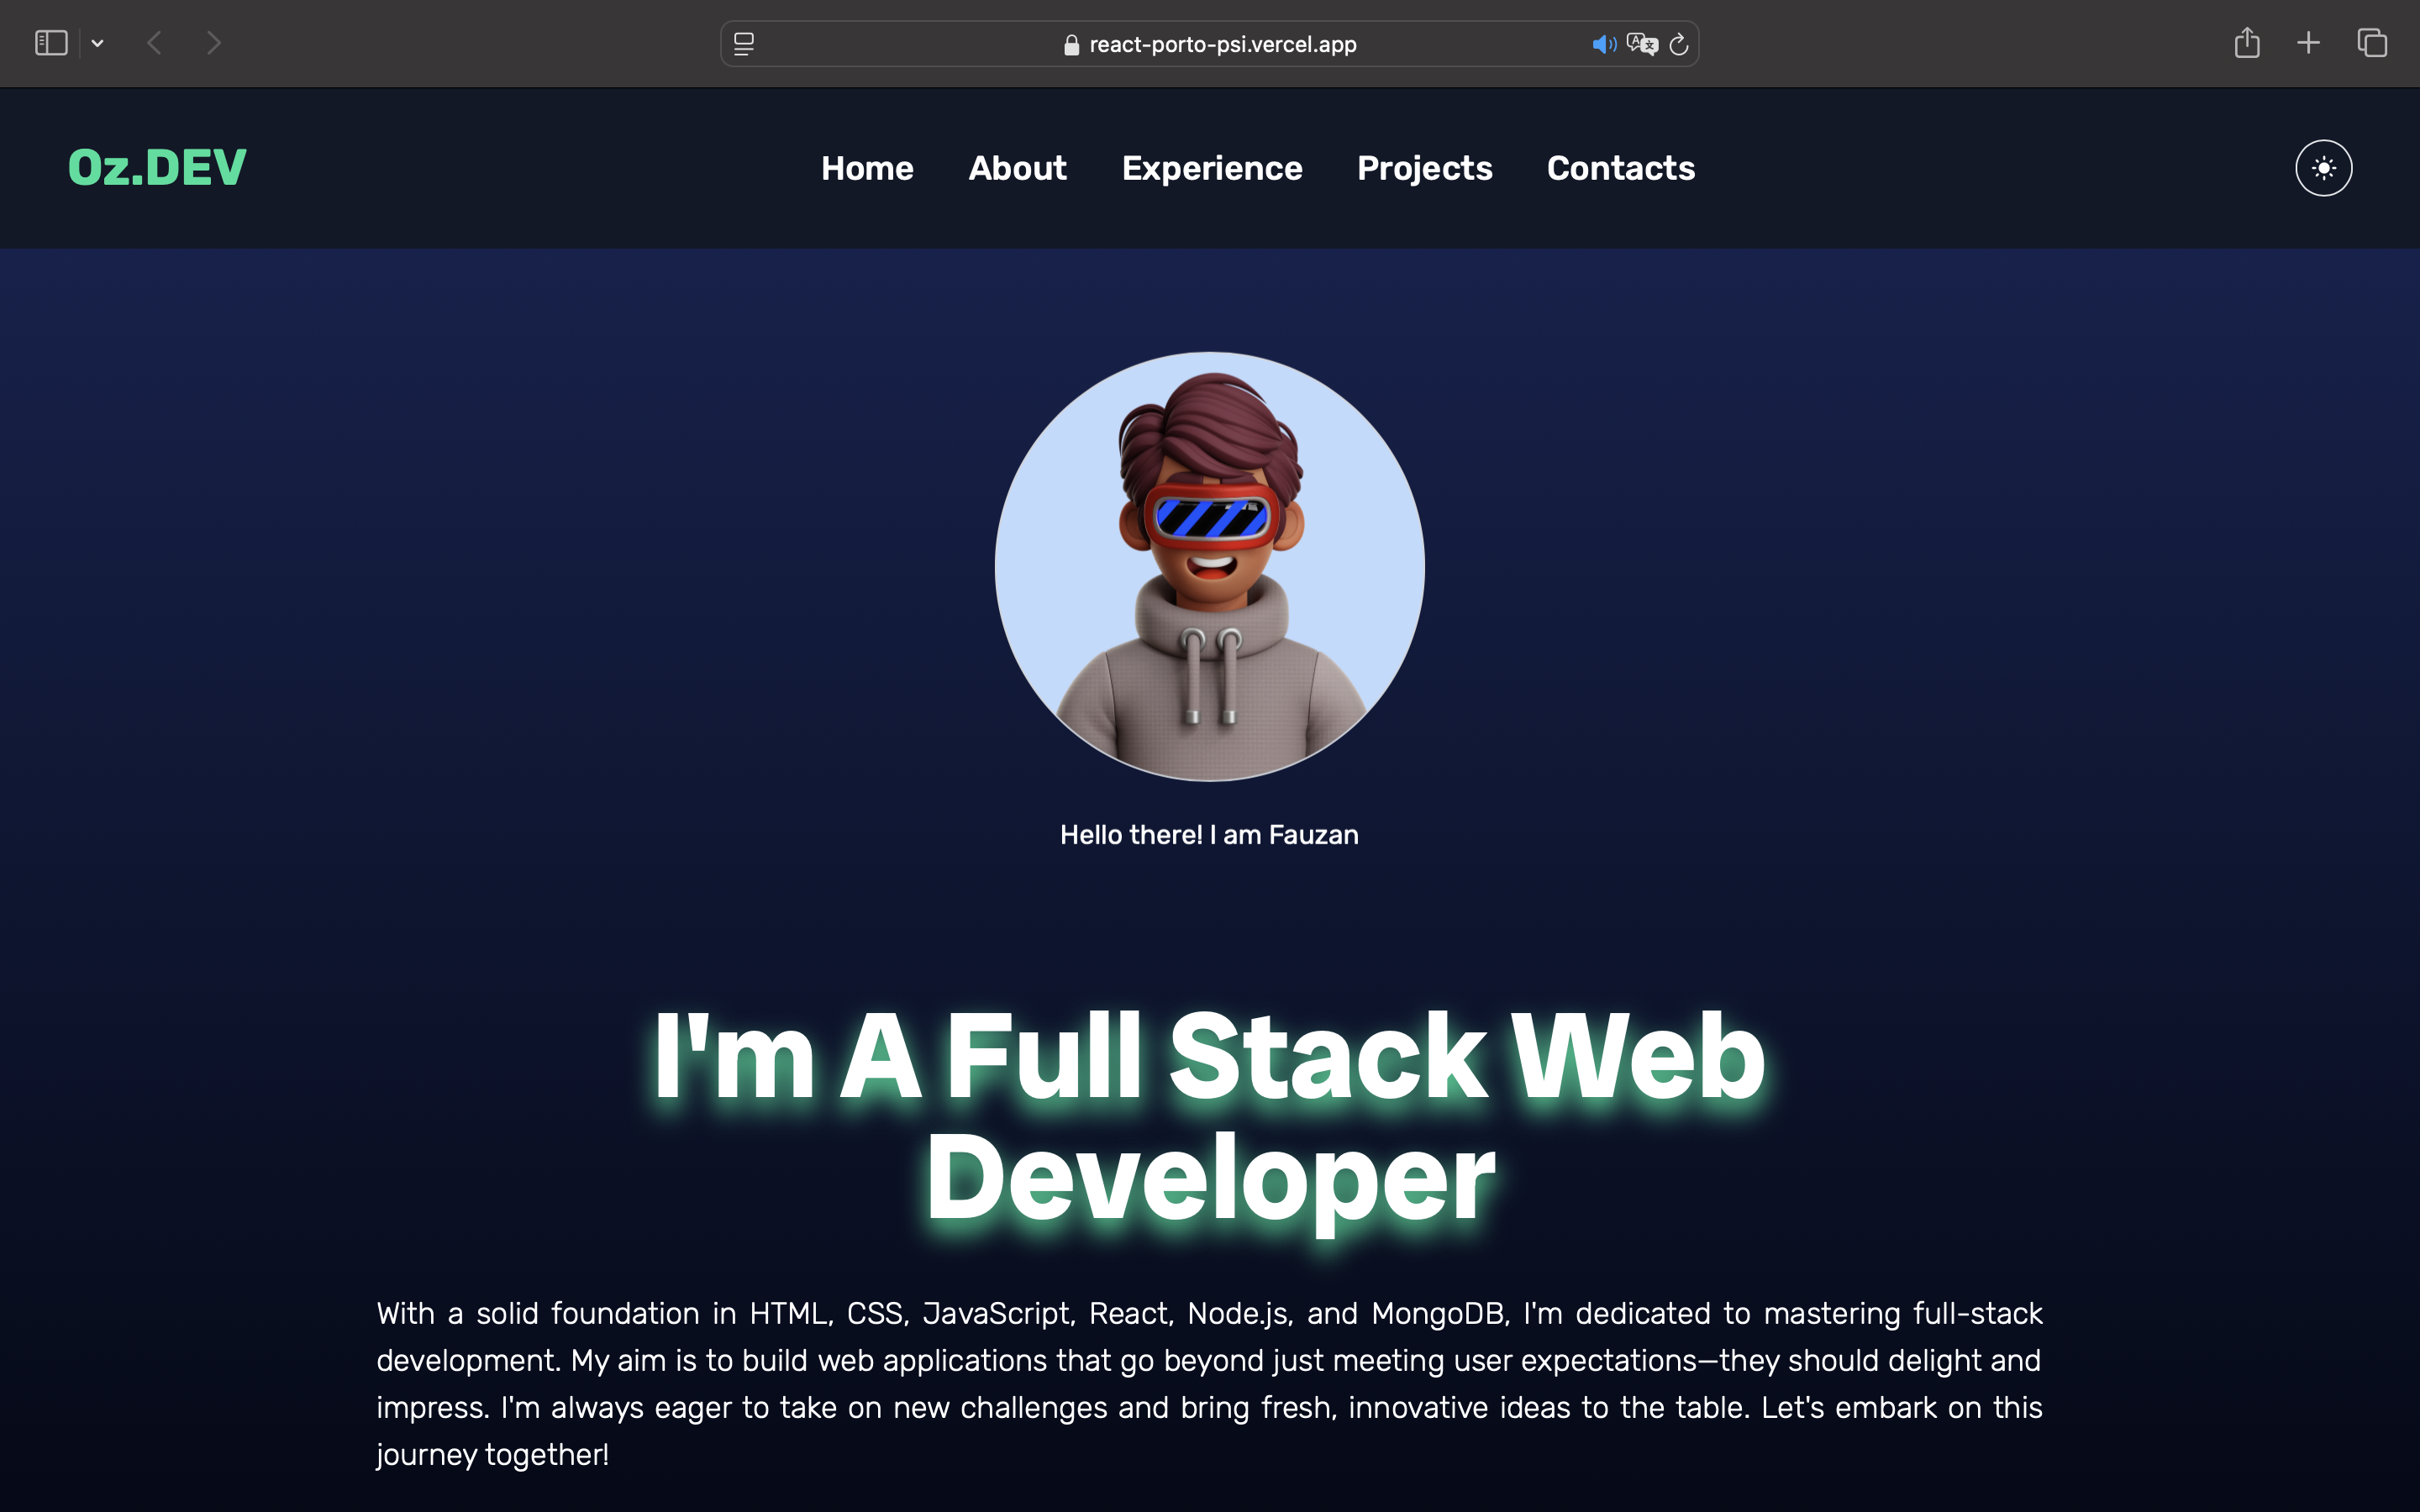 react-porto-psi.vercel.app
Oz.DEV
Home About Experience Projects Contacts
Hello there! I am Fauzan
I'm A Full Stack Web
Developer
With a solid foundation in HTML, CSS, JavaScript, React, Node.js, and MongoDB, I'm dedicated to mastering full-stack
development. My aim is to build web applications that go beyond just meeting user expectations—they should delight and
impress. I'm always eager to take on new challenges and bring fresh, innovative ideas to the table. Let's embark on this
journey together!